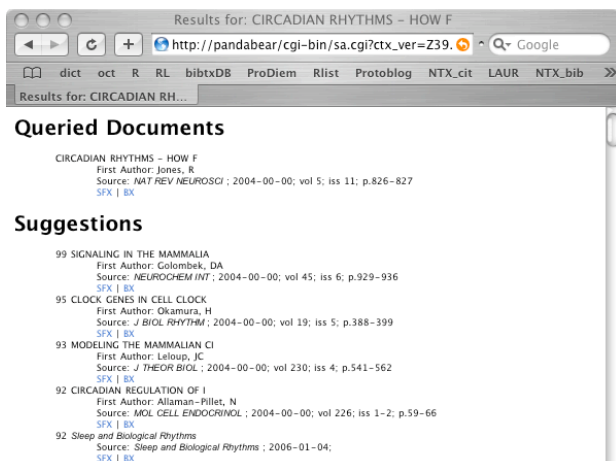 Results for: CIRCADIAN RHYTHMS – HOW F
http://pandabear/cgi-bin/sa.cgi?ctx_ver=Z39. Google
dict oct R RL bibtxDB ProDiem Rlist Protoblog NTX_cit LAUR NTX_bib »
Results for: CIRCADIAN RH...
Queried Documents
CIRCADIAN RHYTHMS – HOW F
First Author: Jones, R
Source: NAT REV NEUROSCI ; 2004-00-00; vol 5; iss 11; p.826-827
SFX | BX
Suggestions
99 SIGNALING IN THE MAMMALIA
First Author: Golombek, DA
Source: NEUROCHEM INT ; 2004-00-00; vol 45; iss 6; p.929-936
SFX | BX
95 CLOCK GENES IN CELL CLOCK
First Author: Okamura, H
Source: J BIOL RHYTHM ; 2004-00-00; vol 19; iss 5; p.388-399
SFX | BX
93 MODELING THE MAMMALIAN CI
First Author: Leloup, JC
Source: J THEOR BIOL ; 2004-00-00; vol 230; iss 4; p.541-562
SFX | BX
92 CIRCADIAN REGULATION OF I
First Author: Allaman-Pillet, N
Source: MOL CELL ENDOCRINOL ; 2004-00-00; vol 226; iss 1-2; p.59-66
SFX | BX
92 Sleep and Biological Rhythms
Source: Sleep and Biological Rhythms ; 2006-01-04;
SFX | BX